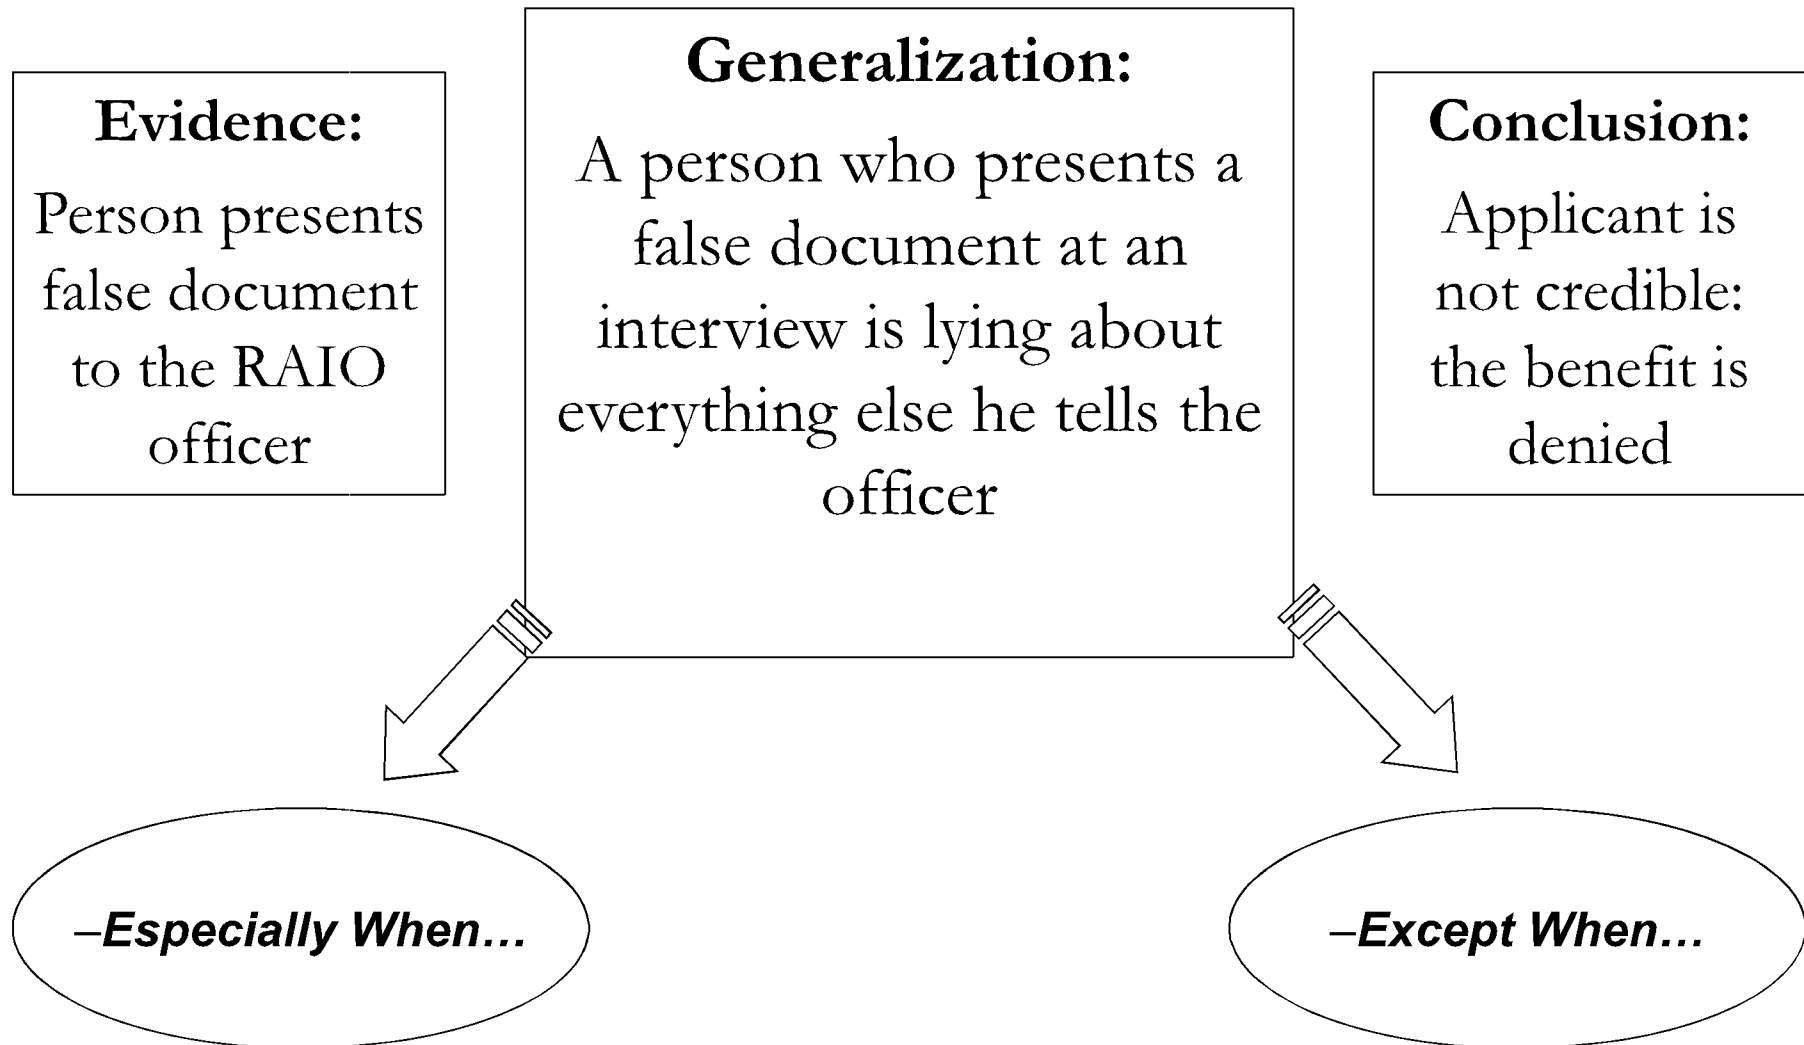 Evidence:
Person presents
false document
to the RAIO
officer
Generalization:
A person who presents a
false document at an
interview is lying about
everything else he tells the
officer
Conclusion:
Applicant is
not credible:
the benefit is
denied
–Especially When…
–Except When…